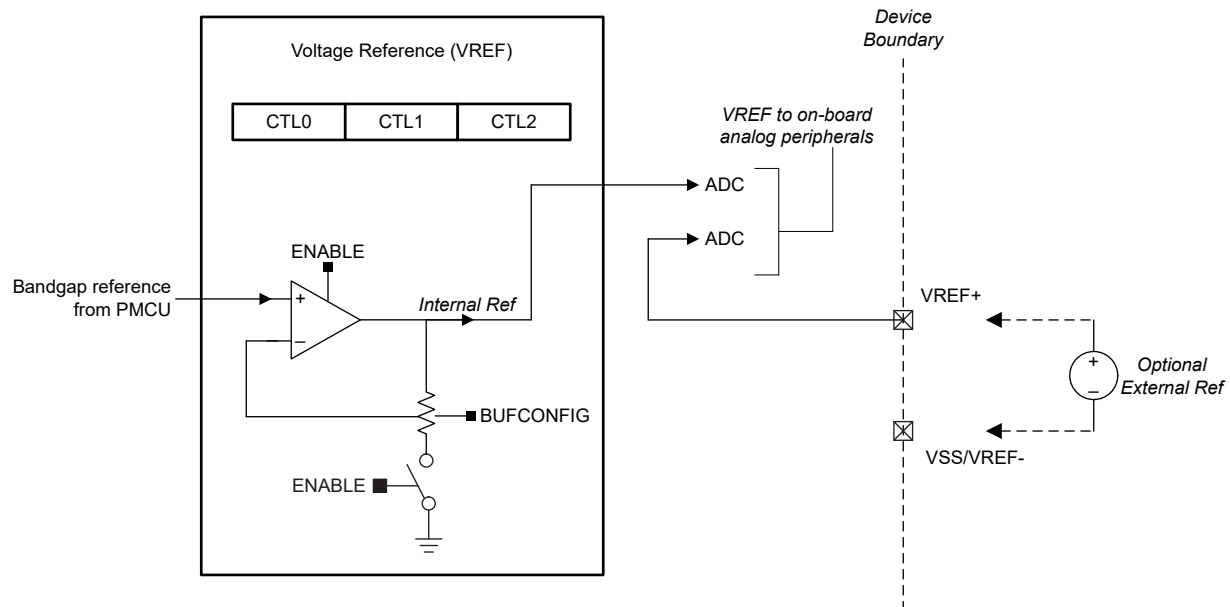 Device
Boundary
Voltage Reference (VREF)
CTL0 CTL1 CTL2
VREF to on-board
analog peripherals
ADC
ADC
ENABLE
Bandgap reference
from PMCU
+
−
Internal Ref
VREF+
+
−
Optional
External Ref
BUFCONFIG
VSS/VREF-
ENABLE